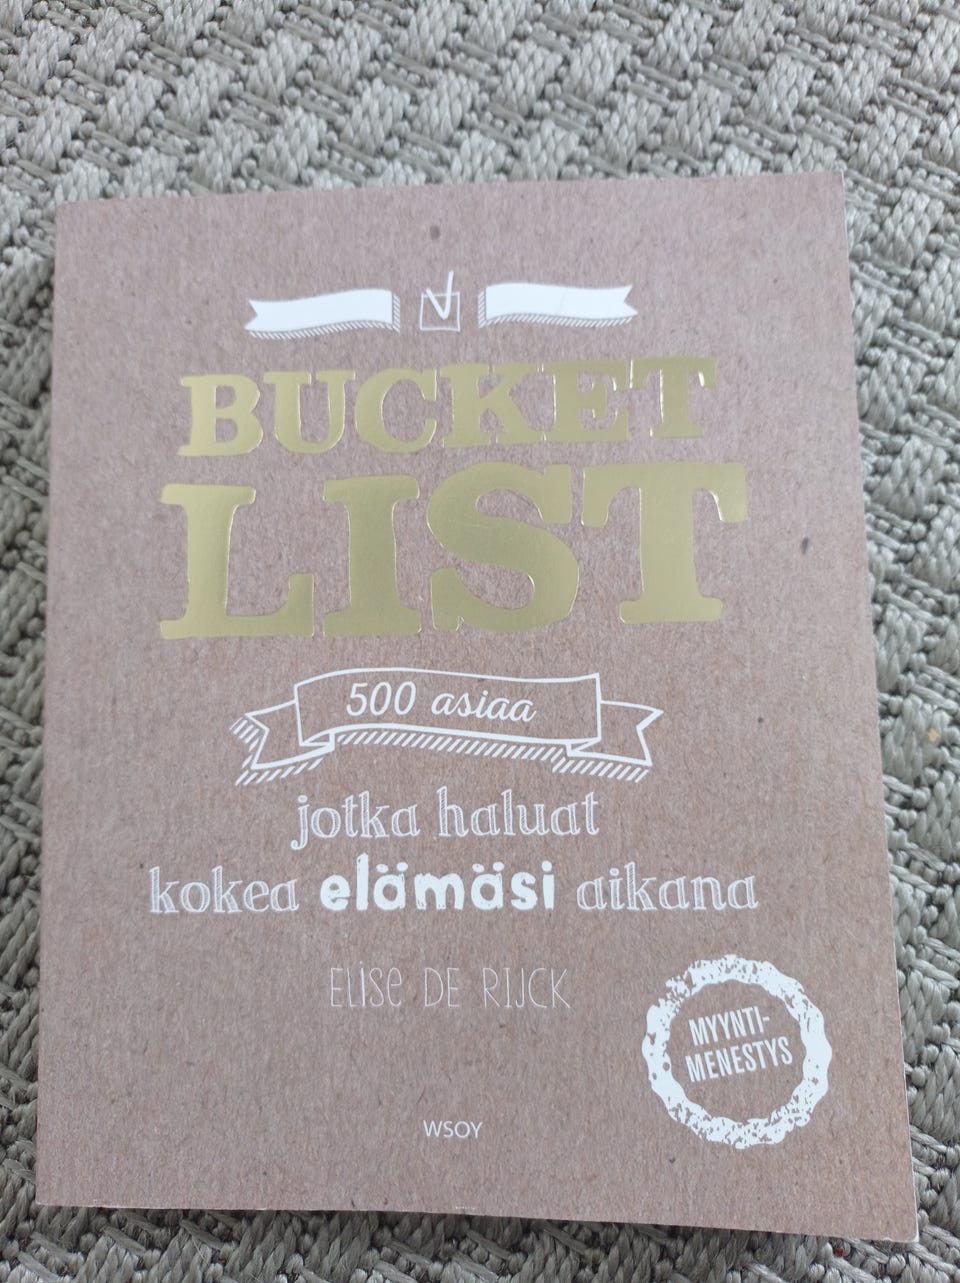 BUCKET
LIST
500 asiaa
jotka haluat
kokea elämäsi aikana
ELISE DE RIJCK
MYYNTI-
MENESTYS
WSOY